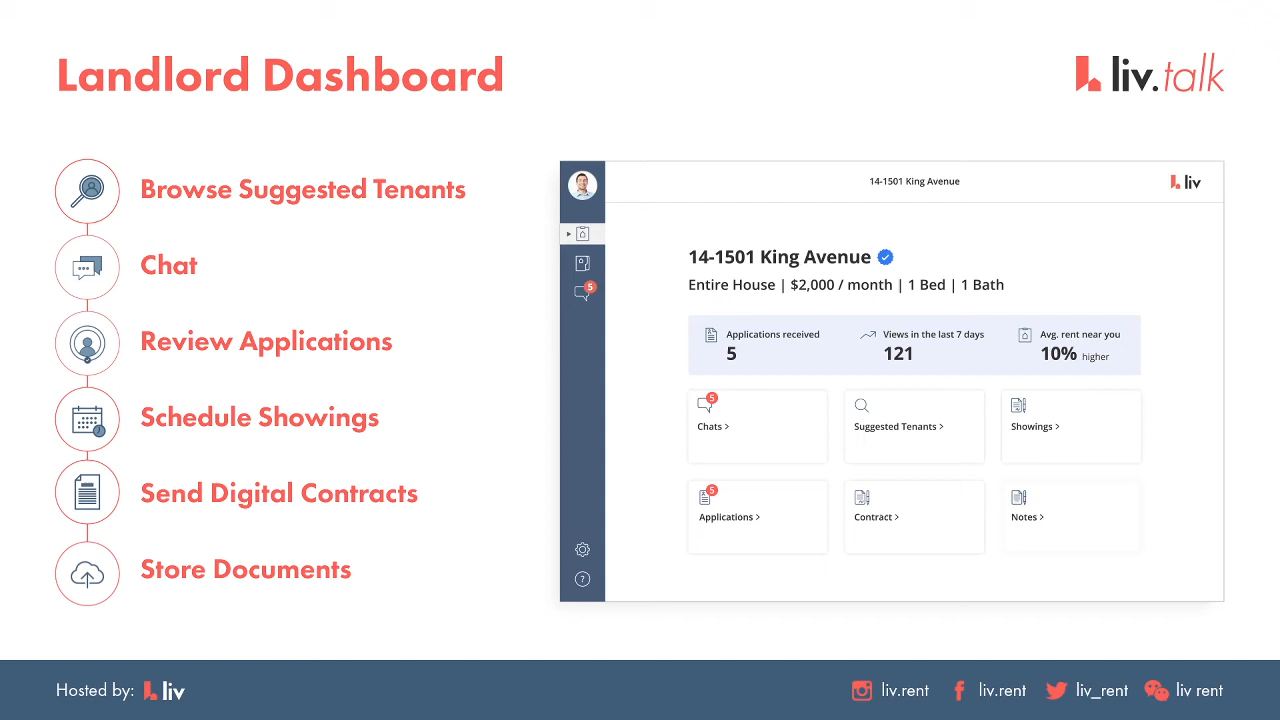 Landlord Dashboard
liv.talk
Browse Suggested Tenants
Chat
Review Applications
Schedule Showings
Send Digital Contracts
Store Documents
14-1501 King Avenue
liv
5
14-1501 King Avenue
Entire House | $2,000 / month | 1 Bed | 1 Bath
Applications received
5
Views in the last 7 days
121
Avg. rent near you
10% higher
5
Chats >
Suggested Tenants >
Showings >
5
Applications >
Contract >
Notes >
?
Hosted by: liv
liv.rent
liv.rent
liv_rent
liv rent